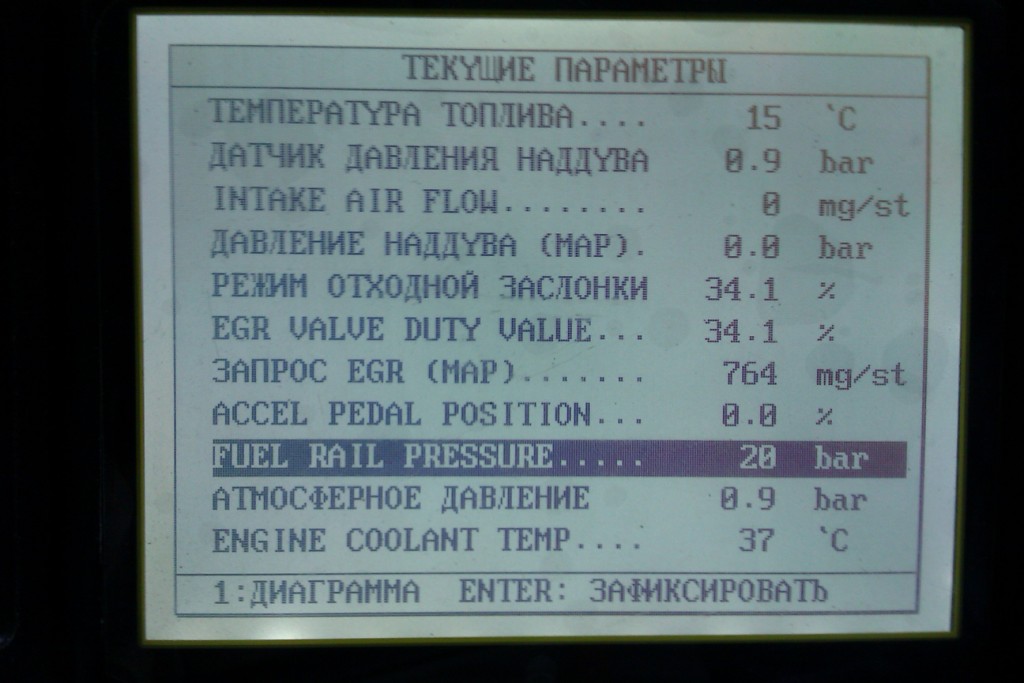 ТЕКУЩИЕ ПАРАМЕТРЫ
ТЕМПЕРАТУРА ТОПЛИВА.... 15 `C
ДАТЧИК ДАВЛЕНИЯ НАДДУВА 0.9 bar
INTAKE AIR FLOW........ 0 mg/st
ДАВЛЕНИЕ НАДДУВА (MAP). 0.0 bar
РЕЖИМ ОТХОДНОЙ ЗАСЛОНКИ 34.1 %
EGR VALVE DUTY VALUE... 34.1 %
ЗАПРОС EGR (MAP)....... 764 mg/st
ACCEL PEDAL POSITION... 0.0 %
FUEL RAIL PRESSURE..... 20 bar
АТМОСФЕРНОЕ ДАВЛЕНИЕ 0.9 bar
ENGINE COOLANT TEMP.... 37 `C
1:ДИАГРАММА ENTER: ЗАФИКСИРОВАТЬ